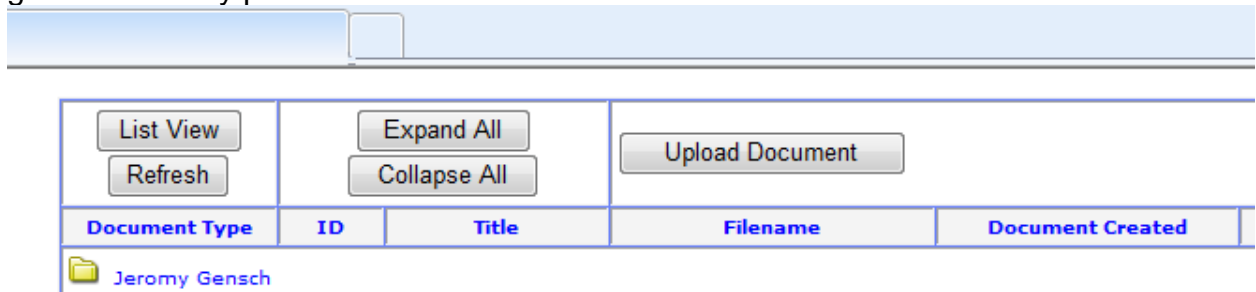 List View
Expand All
Upload Document
Refresh
Collapse All
Document Type ID Title Filename Document Created
Jeromy Gensch